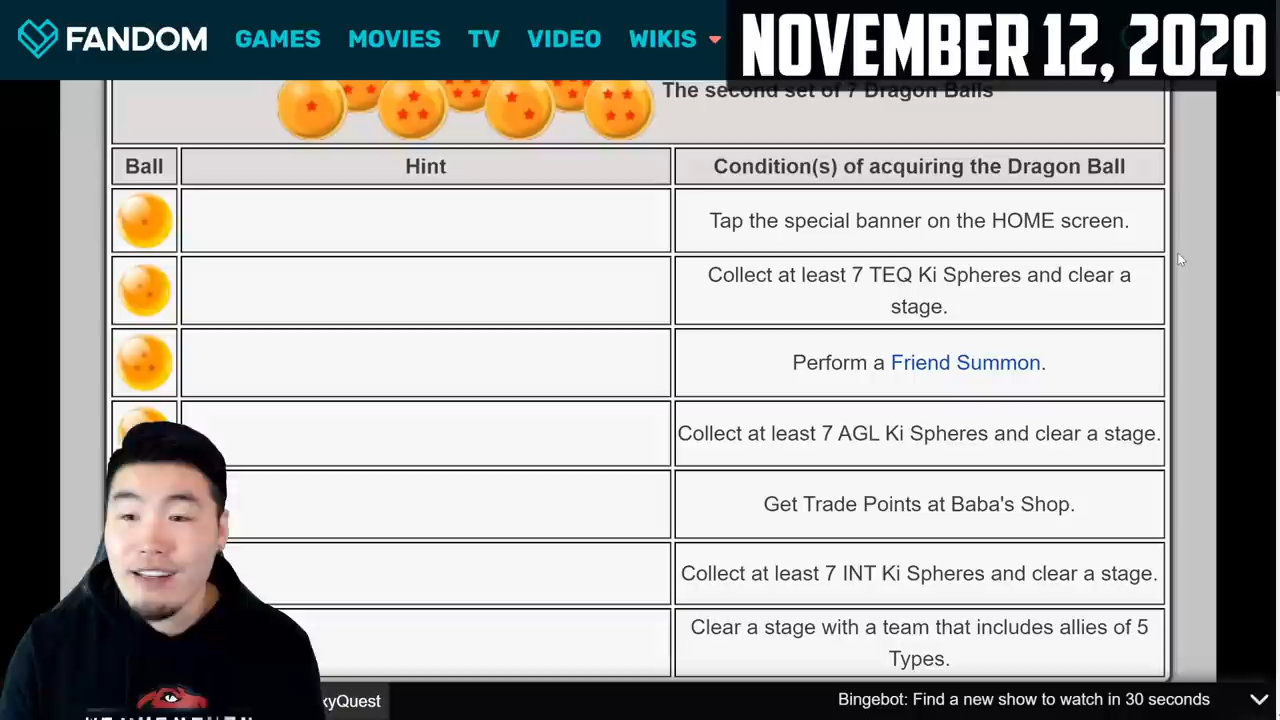 FANDOM GAMES MOVIES TV VIDEO WIKIS
NOVEMBER 12, 2020
The second set of 7 Dragon Balls
Ball Hint Condition(s) of acquiring the Dragon Ball
Tap the special banner on the HOME screen.
Collect at least 7 TEQ Ki Spheres and clear a
stage.
Perform a Friend Summon.
Collect at least 7 AGL Ki Spheres and clear a stage.
Get Trade Points at Baba's Shop.
Collect at least 7 INT Ki Spheres and clear a stage.
Clear a stage with a team that includes allies of 5
Types.
Bingebot: Find a new show to watch in 30 seconds